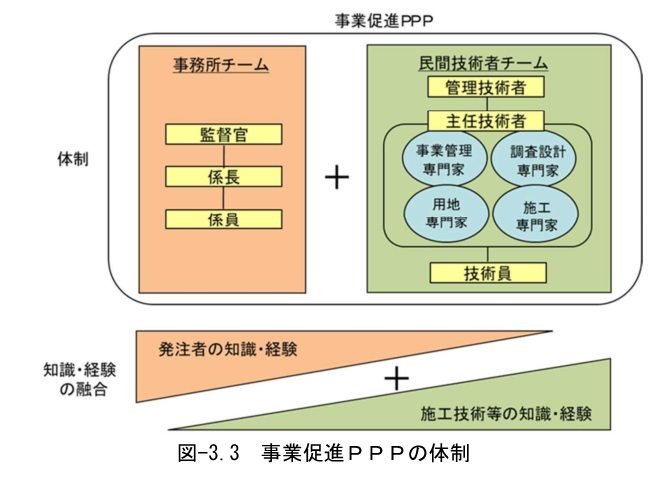 事業促進PPP
体制
事務所チーム
監督官
係長
係員
＋
民間技術者チーム
管理技術者
主任技術者
事業管理
専門家
調査設計
専門家
用地
専門家
施工
専門家
技術員
知識・経験
の融合
発注者の知識・経験
＋
施工技術等の知識・経験
図-3.3　事業促進ＰＰＰの体制